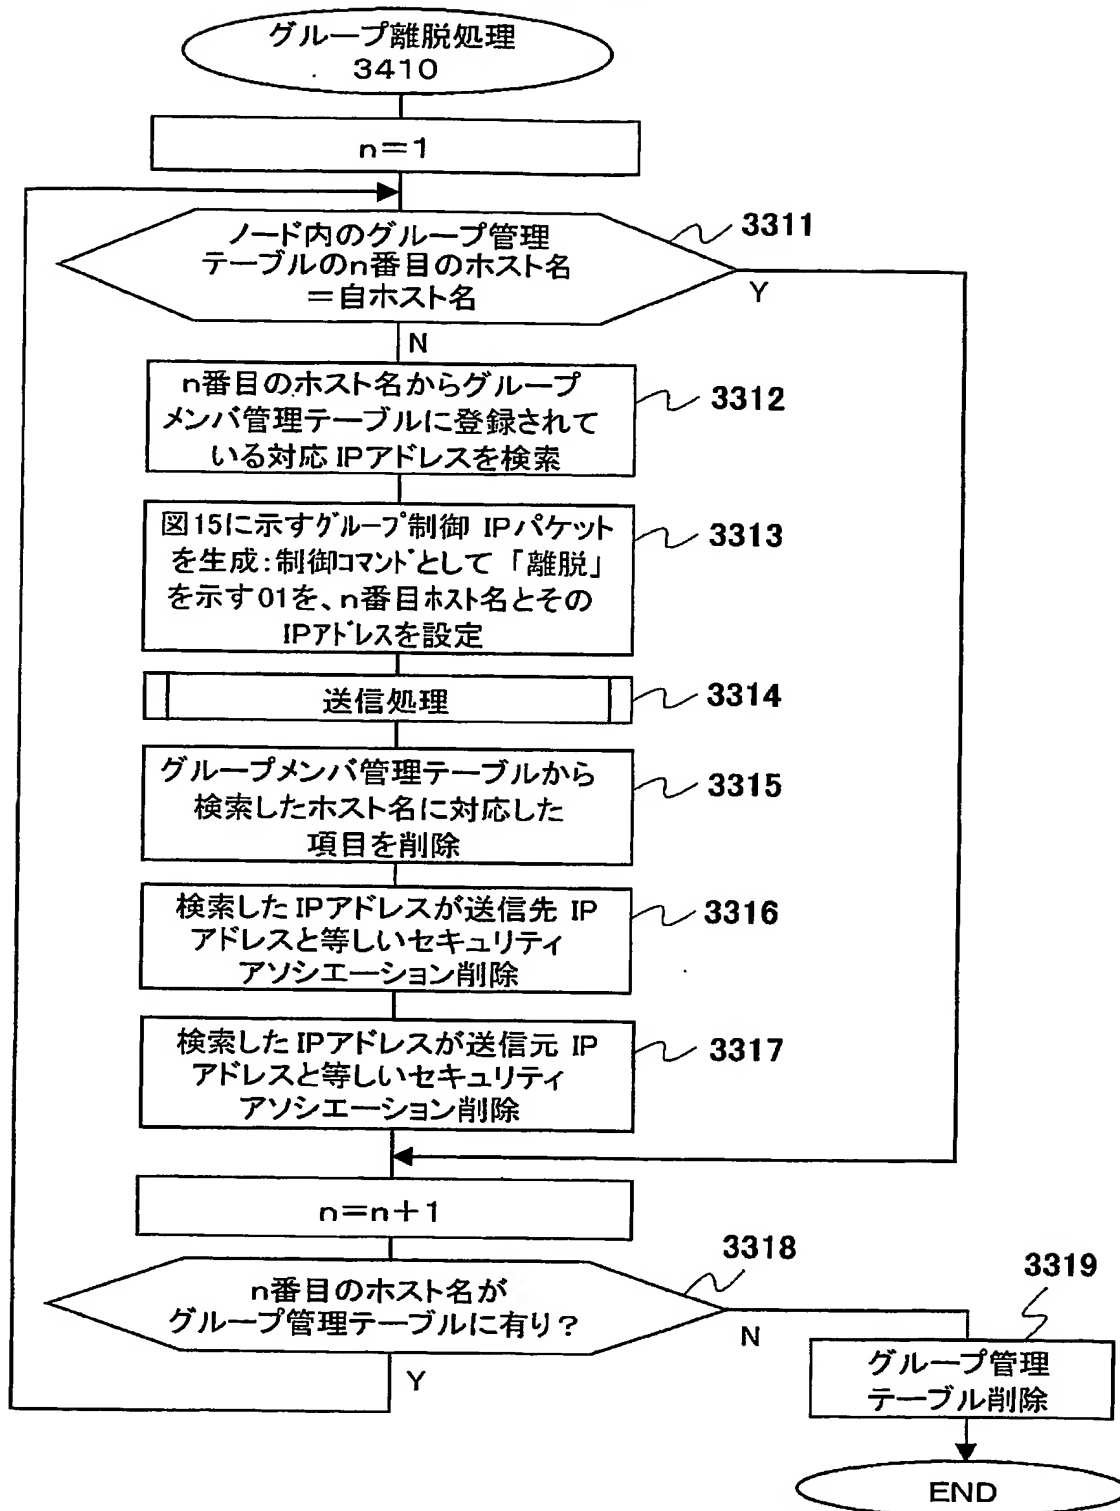 グループ離脱処理
3410
n=1
ノード内のグループ管理
テーブルのn番目のホスト名
=自ホスト名
3311
Y
N
n番目のホスト名からグループ
メンバ管理テーブルに登録されて
いる対応IPアドレスを検索
3312
図15に示すグループ制御 IPパケット
を生成:制御コマンドとして「離脱」
を示す01を、n番目ホスト名とその
IPアドレスを設定
3313
送信処理
3314
グループメンバ管理テーブルから
検索したホスト名に対応した
項目を削除
3315
検索したIPアドレスが送信先 IP
アドレスと等しいセキュリティ
アソシエーション削除
3316
検索したIPアドレスが送信元 IP
アドレスと等しいセキュリティ
アソシエーション削除
3317
n=n+1
n番目のホスト名が
グループ管理テーブルに有り?
3318
N
Y
3319
グループ管理
テーブル削除
END